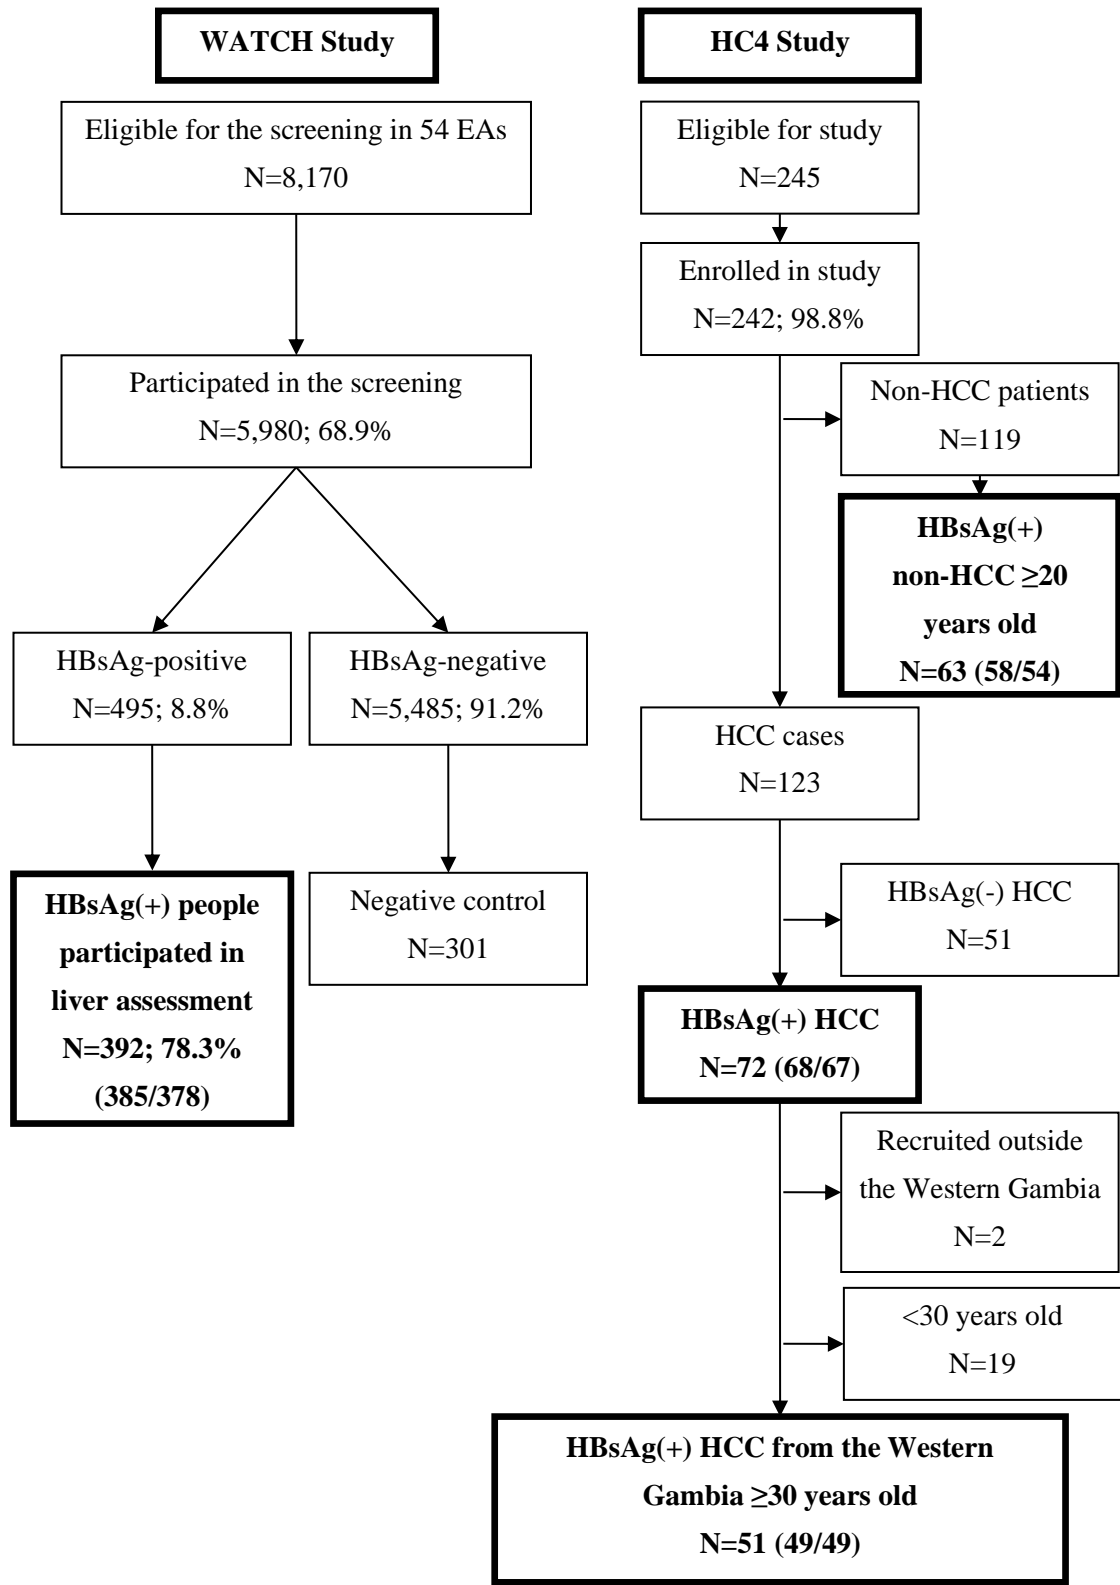 WATCH Study
Eligible for the screening in 54 EAs
N=8,170
Participated in the screening
N=5,980; 68.9%
HBsAg-positive
N=495; 8.8%
HBsAg-negative
N=5,485; 91.2%
HBsAg(+) people
participated in
liver assessment
N=392; 78.3%
(385/378)
Negative control
N=301
HC4 Study
Eligible for study
N=245
Enrolled in study
N=242; 98.8%
Non-HCC patients
N=119
HBsAg(+)
non-HCC ≥20
years old
N=63 (58/54)
HCC cases
N=123
HBsAg(-) HCC
N=51
HBsAg(+) HCC
N=72 (68/67)
Recruited outside
the Western Gambia
N=2
<30 years old
N=19
HBsAg(+) HCC from the Western
Gambia ≥30 years old
N=51 (49/49)